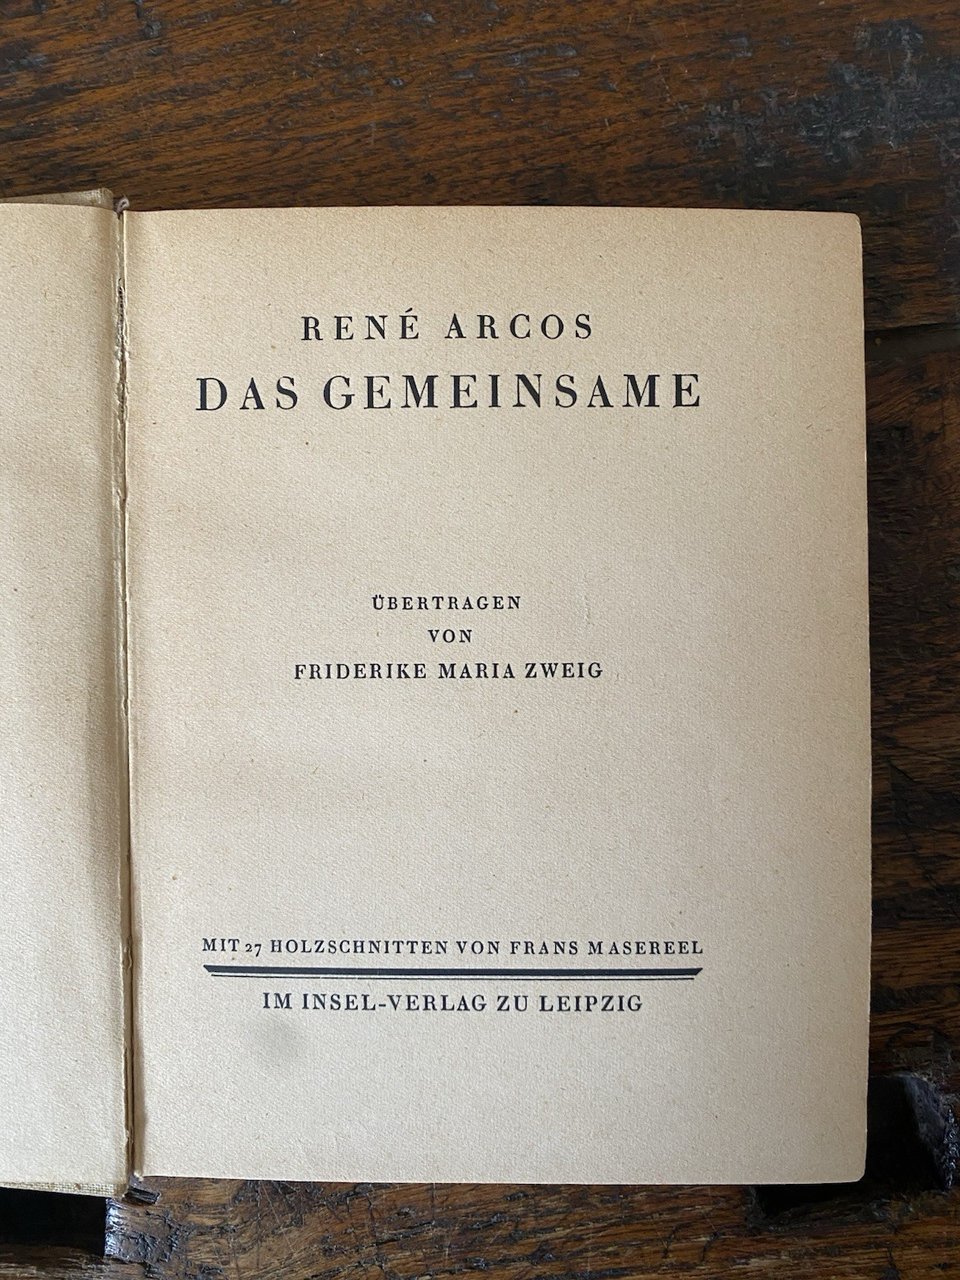 RENÉ ARCOS
DAS GEMEINSAME
ÜBERTRAGEN
VON
FRIDERIKE MARIA ZWEIG
MIT 27 HOLZSCHNITTEN VON FRANS MASEREEL
IM INSEL-VERLAG ZU LEIPZIG